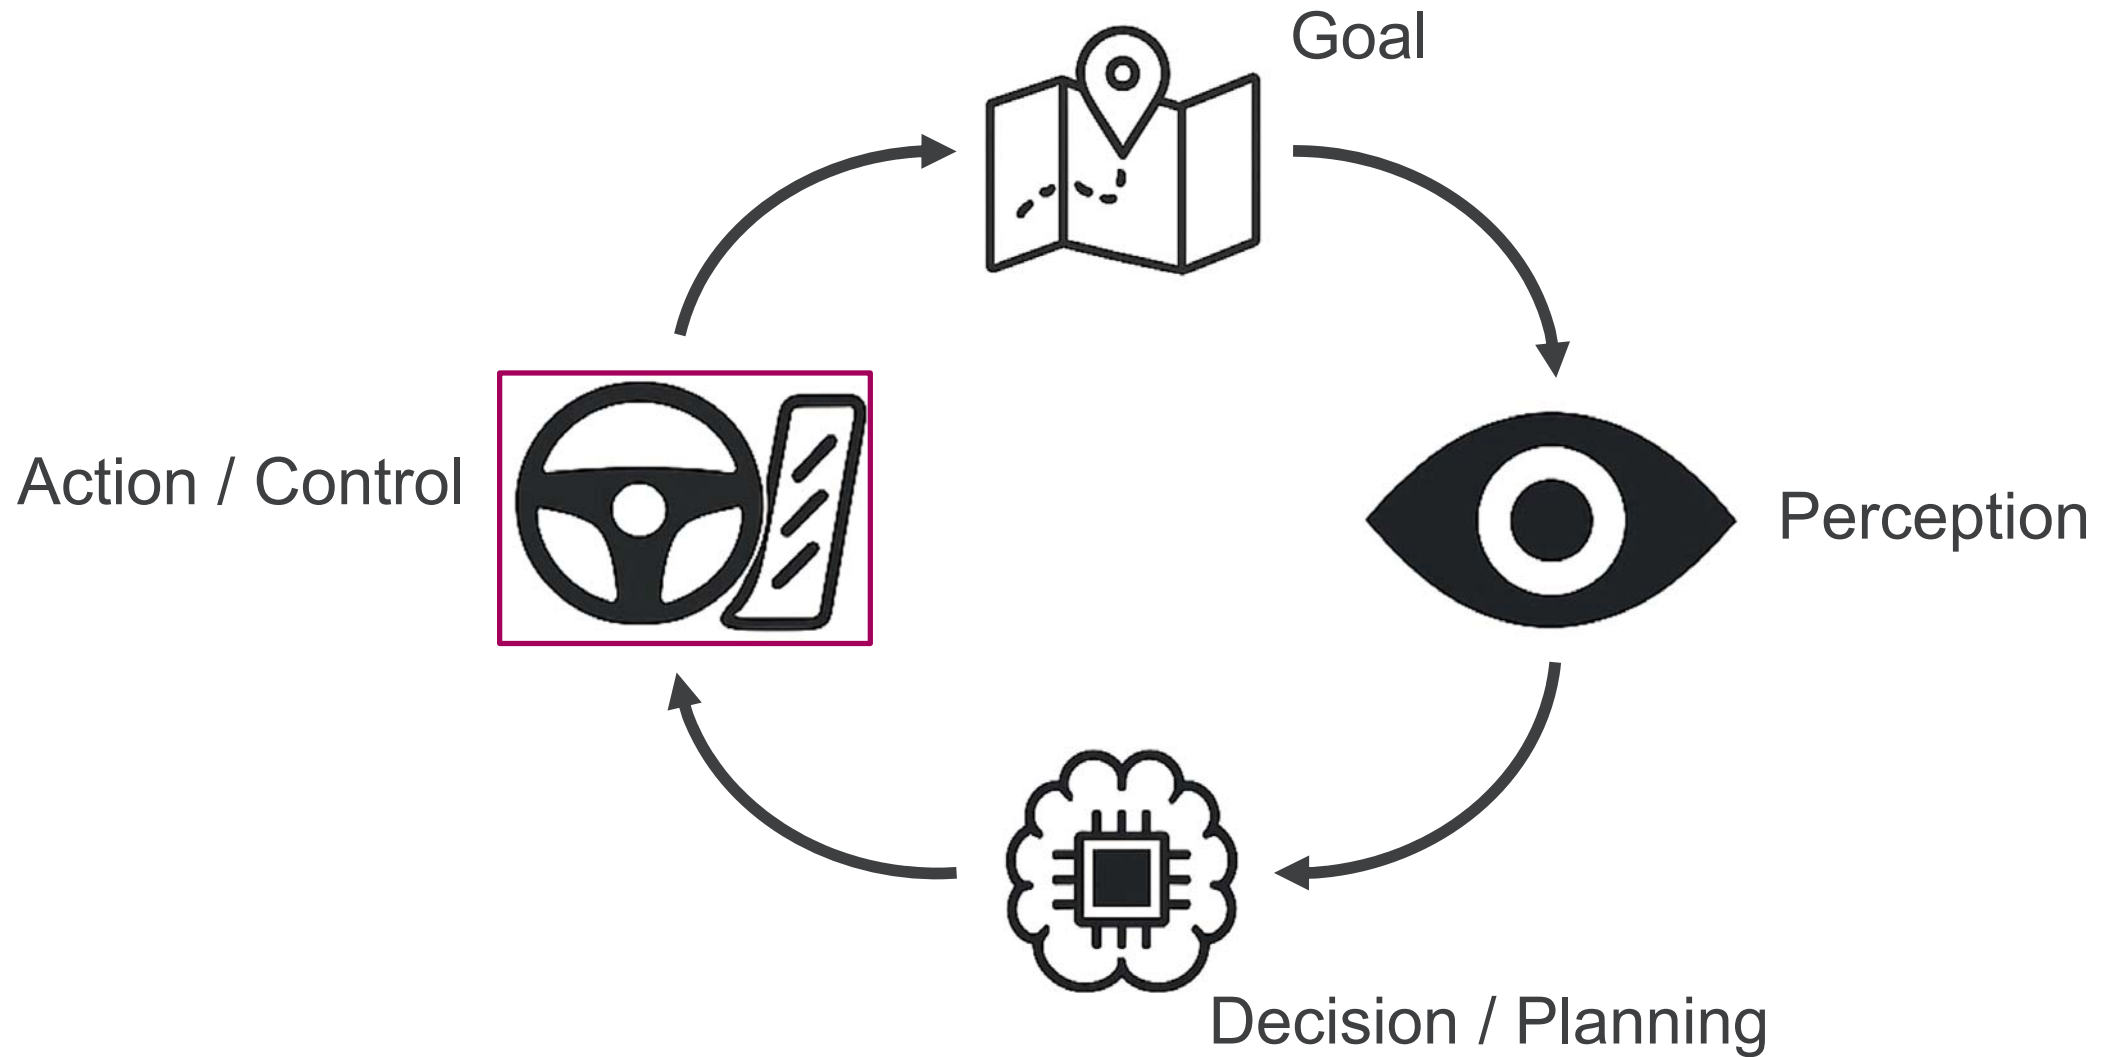 Goal
Action / Control
Perception
Decision / Planning